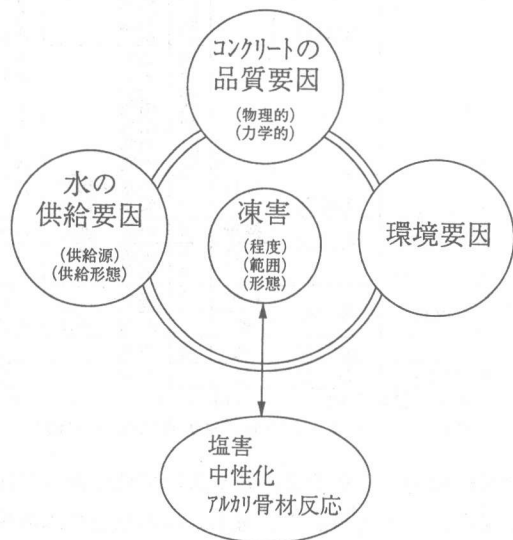 コンクリートの
品質要因
(物理的)
(力学的)
水の
供給要因
(供給源)
(供給形態)
凍害
(程度)
(範囲)
(形態)
環境要因
塩害
中性化
アルカリ骨材反応